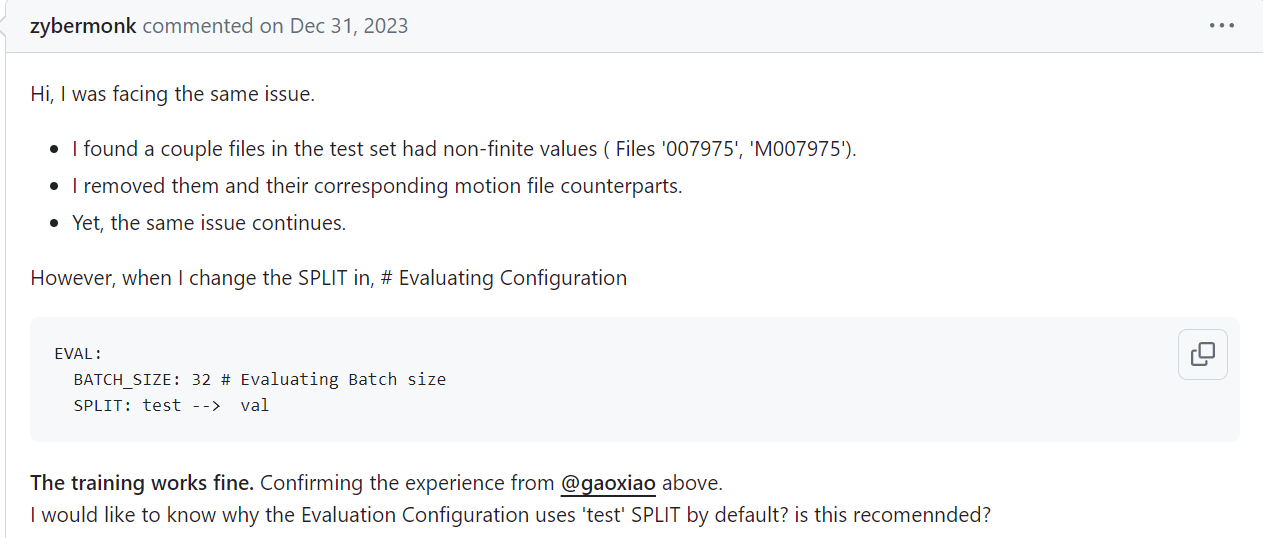 zybermonk commented on Dec 31, 2023
Hi, I was facing the same issue.
• I found a couple files in the test set had non-finite values ( Files '007975', 'M007975').
• I removed them and their corresponding motion file counterparts.
• Yet, the same issue continues.
However, when I change the SPLIT in, # Evaluating Configuration
EVAL:
  BATCH_SIZE: 32 # Evaluating Batch size
  SPLIT: test -->  val
The training works fine. Confirming the experience from @gaoxiao above.
I would like to know why the Evaluation Configuration uses 'test' SPLIT by default? is this recomennded?